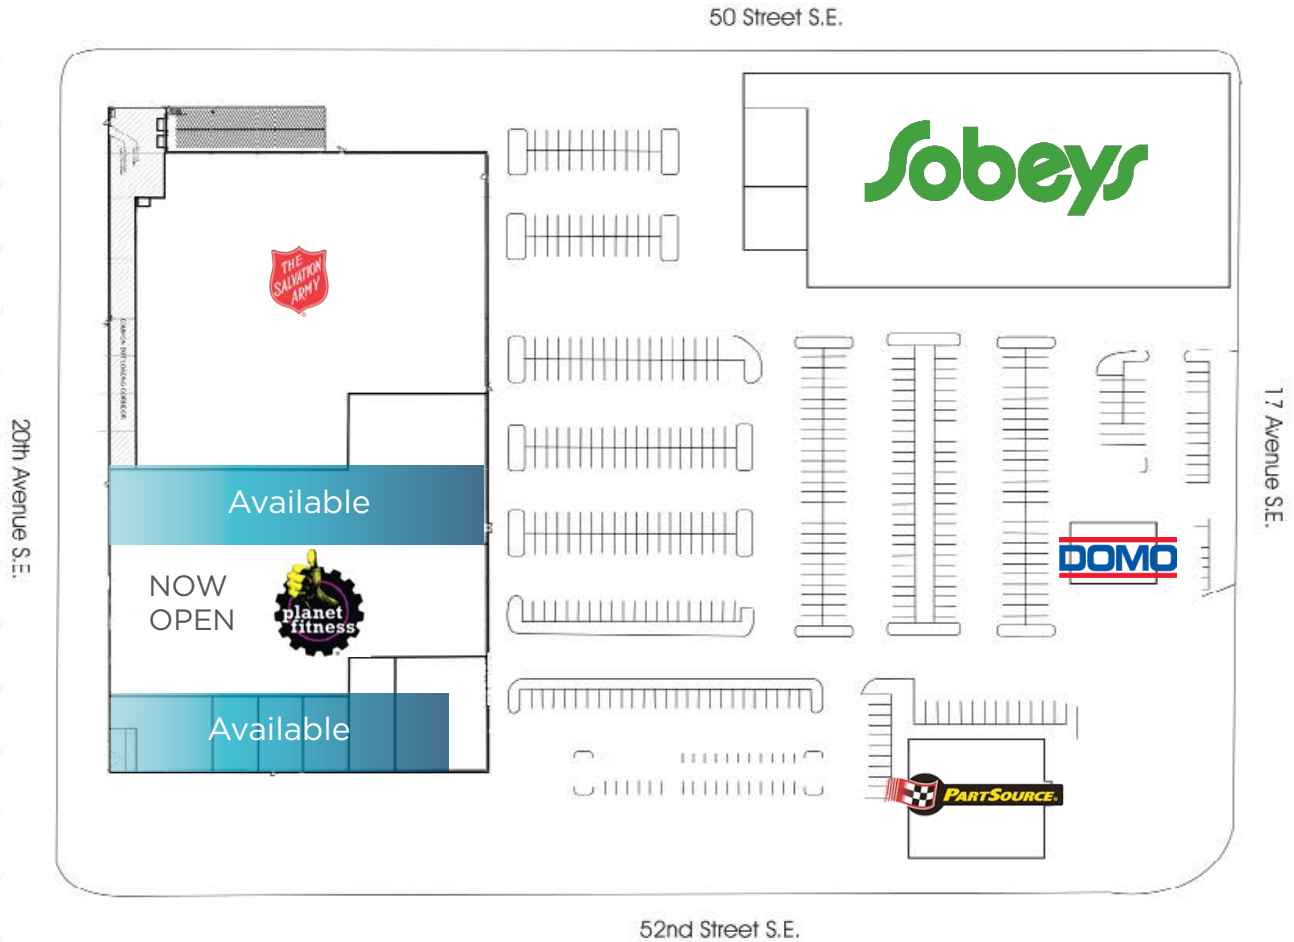 50 Street S.E.
Sobeys
THE
SALVATION
ARMY
20th Avenue S.E.
17 Avenue S.E.
Available
DOMO
NOW
OPEN
planet
fitness
Available
PARTSOURCE
52nd Street S.E.